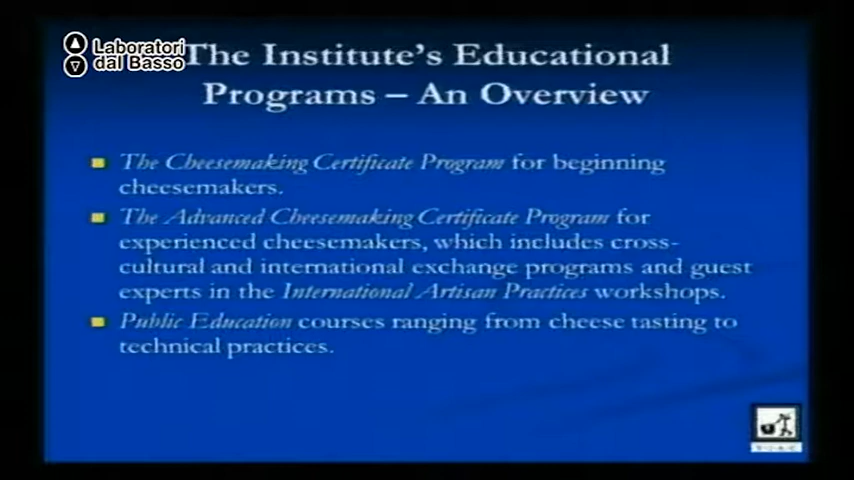 Laboratori
dal Basso
The Institute's Educational
Programs – An Overview
The Cheesemaking Certificate Program for beginning
cheesemakers.
The Advanced Cheesemaking Certificate Program for
experienced cheesemakers, which includes cross-
cultural and international exchange programs and guest
experts in the International Artisan Practices workshops.
Public Education courses ranging from cheese tasting to
technical practices.